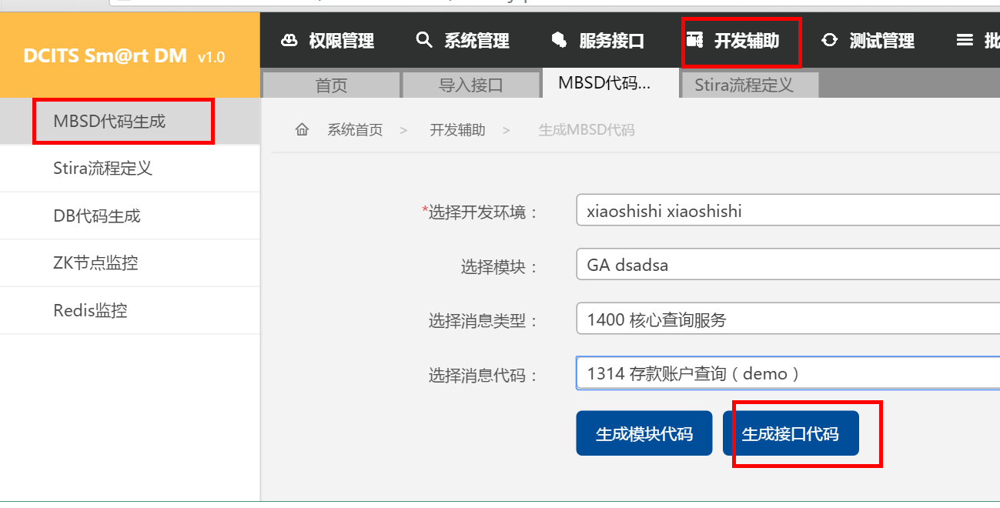 DCITS Sm@rt DM v1.0
权限管理 系统管理 服务接口 开发辅助 测试管理 批
首页 导入接口 MBSD代码... Stira流程定义
MBSD代码生成
Stira流程定义
DB代码生成
ZK节点监控
Redis监控
系统首页 > 开发辅助 > 生成MBSD代码
*选择开发环境： xiaoshishi xiaoshishi
选择模块： GA dsadsa
选择消息类型： 1400 核心查询服务
选择消息代码： 1314 存款账户查询（demo）
生成模块代码 生成接口代码